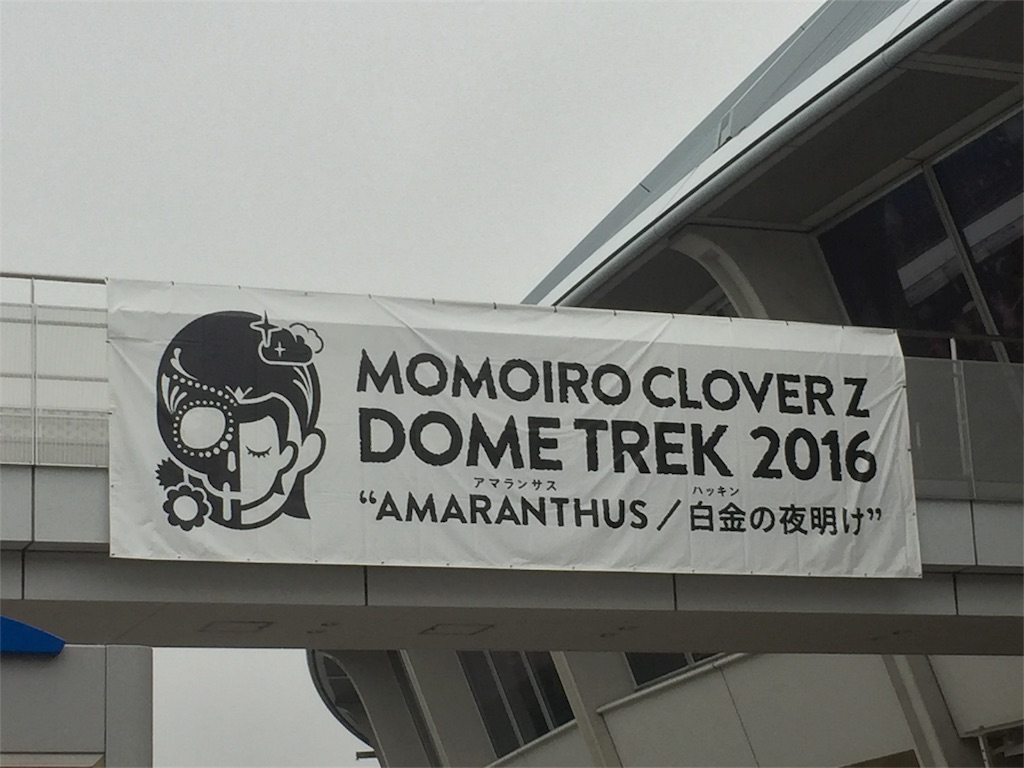 MOMOIRO CLOVER Z
DOME TREK 2016
アマランサス ハッキン
“AMARANTHUS／白金の夜明け”